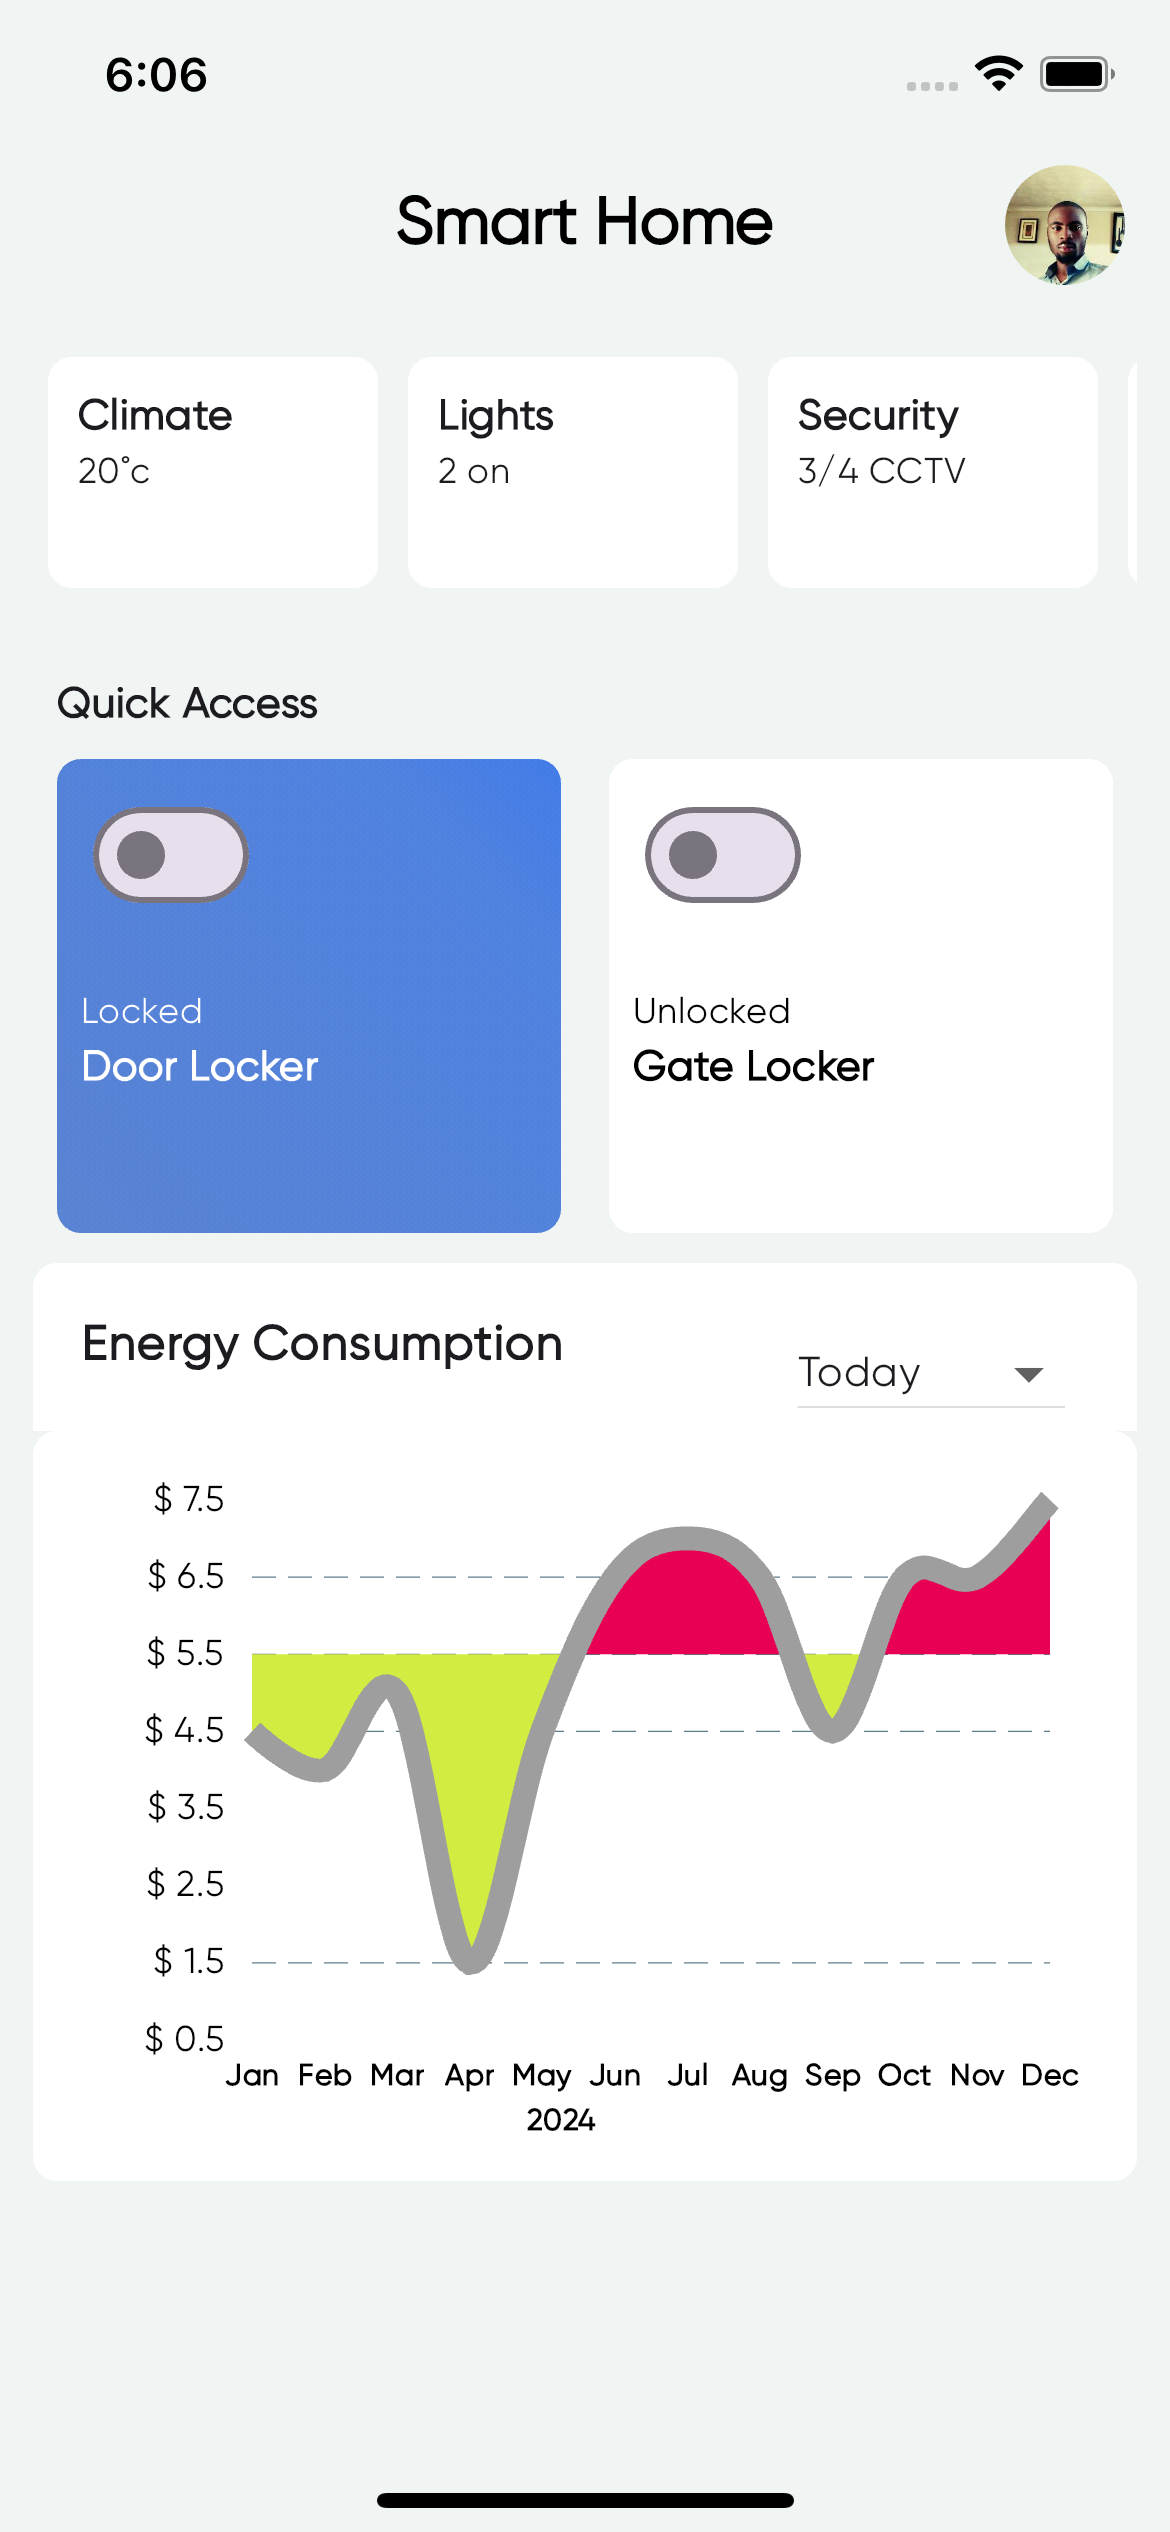 6:06
Smart Home
Climate
20°c
Lights
2 on
Security
3/4 CCTV
Quick Access
Locked
Door Locker
Unlocked
Gate Locker
Energy Consumption
Today
$ 7.5
$ 6.5
$ 5.5
$ 4.5
$ 3.5
$ 2.5
$ 1.5
$ 0.5
Jan Feb Mar Apr May Jun Jul Aug Sep Oct Nov Dec
2024